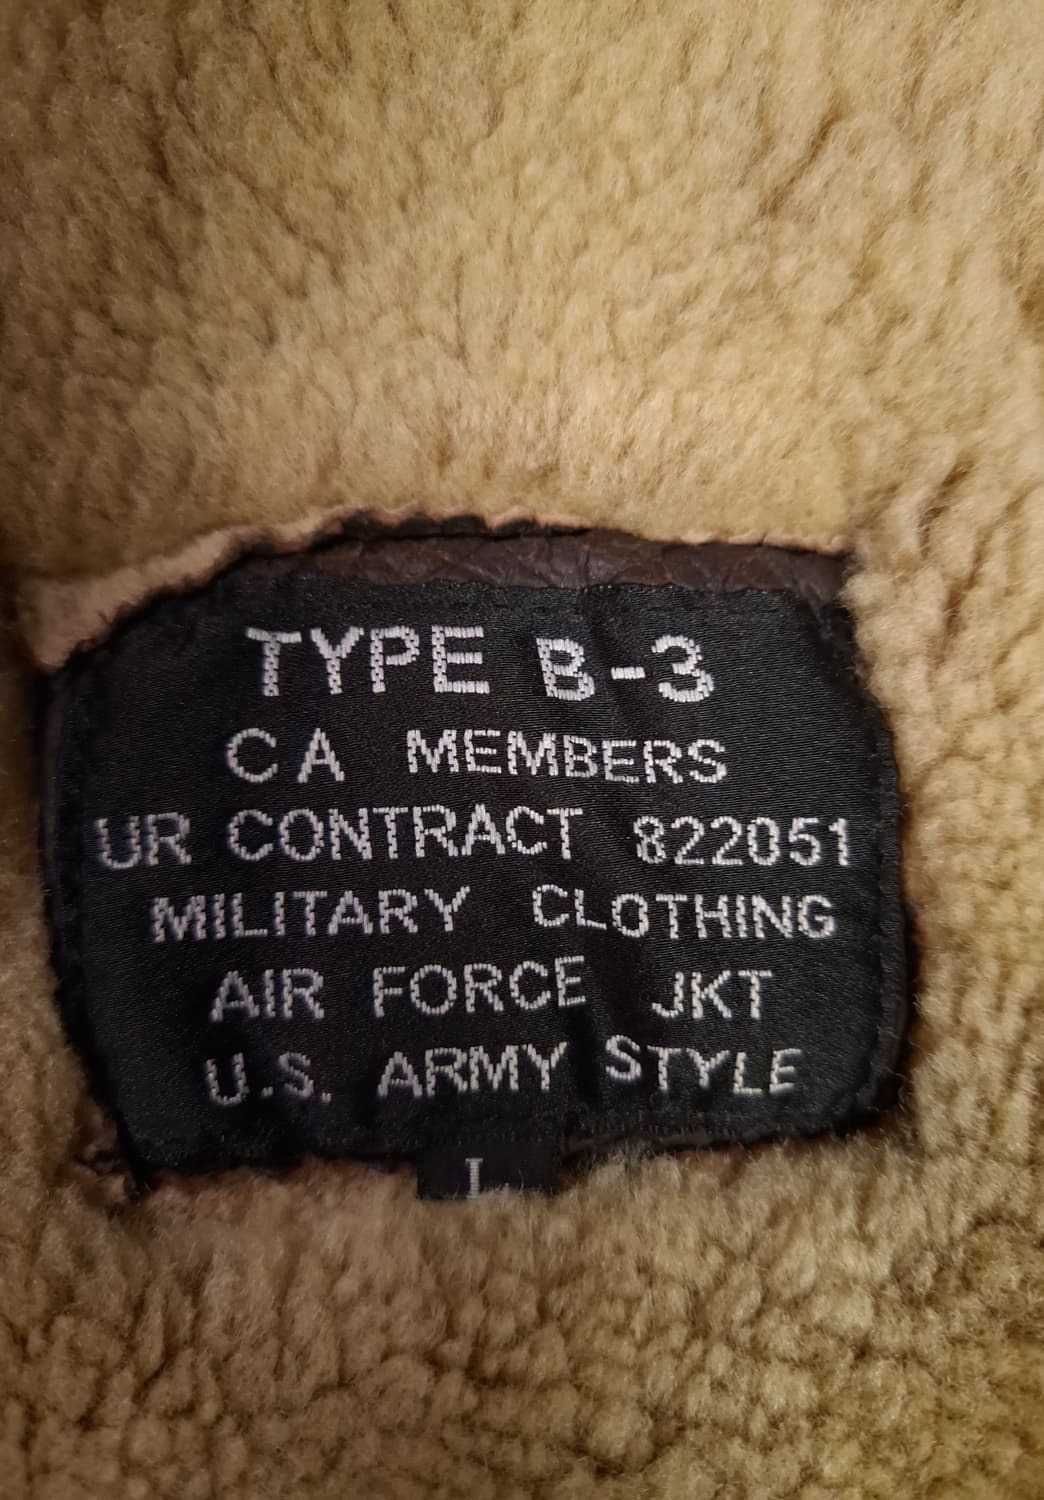 TYPE B-3
CA MEMBERS
UR CONTRACT 822051
MILITARY CLOTHING
AIR FORCE JKT
U.S. ARMY STYLE
L